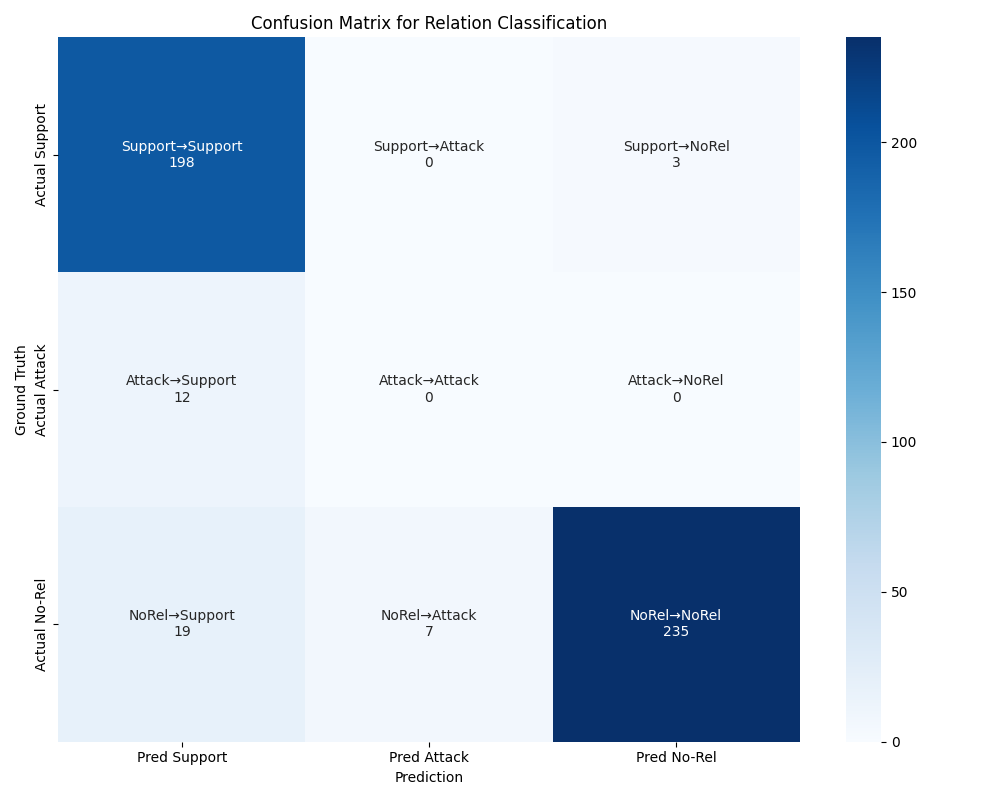 Confusion Matrix for Relation Classification
Ground Truth
Actual Support
Actual Attack
Actual No-Rel
Support→Support
198
Support→Attack
0
Support→NoRel
3
Attack→Support
12
Attack→Attack
0
Attack→NoRel
0
NoRel→Support
19
NoRel→Attack
7
NoRel→NoRel
235
Pred Support
Pred Attack
Pred No-Rel
Prediction
200
150
100
50
0